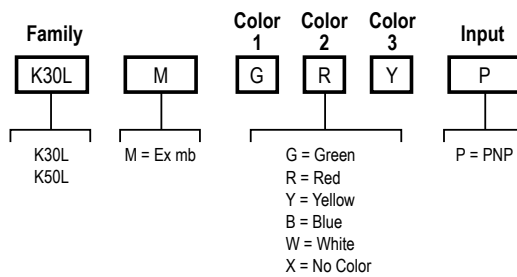 Family
Color 1
Color 2
Color 3
Input
K30L
M
G
R
Y
P
K30L
K50L
M = Ex mb
G = Green
R = Red
Y = Yellow
B = Blue
W = White
X = No Color
P = PNP